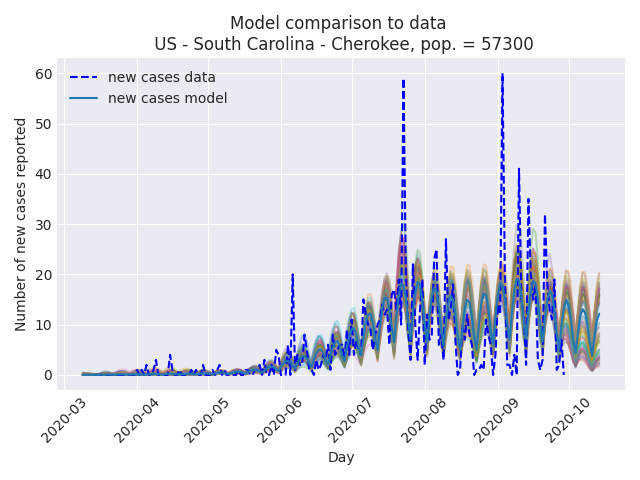 Model comparison to data
US - South Carolina - Cherokee, pop. = 57300
new cases data
new cases model
Number of new cases reported
60
50
40
30
20
10
0
2020-03
2020-04
2020-05
2020-06
2020-07
2020-08
2020-09
2020-10
Day